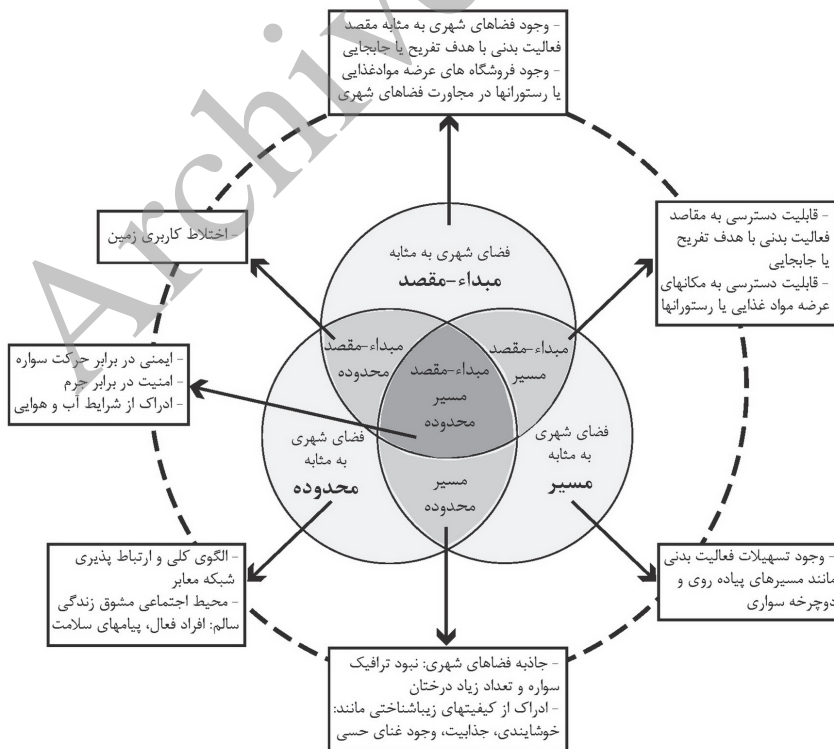 Archive
- وجود فضاهای شهری به مثابه مقصد
فعالیت بدنی با هدف تفریح یا جابجایی
- وجود فروشگاه های عرضه موادغذایی
یا رستورانها در مجاورت فضاهای شهری
- قابلیت دسترسی به مقاصد
فعالیت بدنی با هدف تفریح
یا جابجایی
- قابلیت دسترسی به مکانهای
عرضه مواد غذایی یا رستورانها
اختلاط کاربری زمین
فضای شهری به مثابه
مبداء-مقصد
مبداء-مقصد
مسیر
مبداء-مقصد
محدوده
مبداء-مقصد
مسیر
محدوده
- ایمنی در برابر حرکت سواره
- امنیت در برابر جرم
- ادراک از شرایط آب و هوایی
فضای شهری
به مثابه
مسیر
فضای شهری
به مثابه
محدوده
مسیر
محدوده
- وجود تسهیلات فعالیت بدنی
مانند مسیرهای پیاده روی و
دوچرخه سواری
- الگوی کلی و ارتباط پذیری
شبکه معابر
- محیط اجتماعی مشوق زندگی
سالم: افراد فعال، پیامهای سلامت
- جاذبه فضاهای شهری: نبود ترافیک
سواره و تعداد زیاد درختان
- ادراک از کیفیتهای زیباشناختی مانند:
خوشایندی، جذابیت، وجود غنای حسی